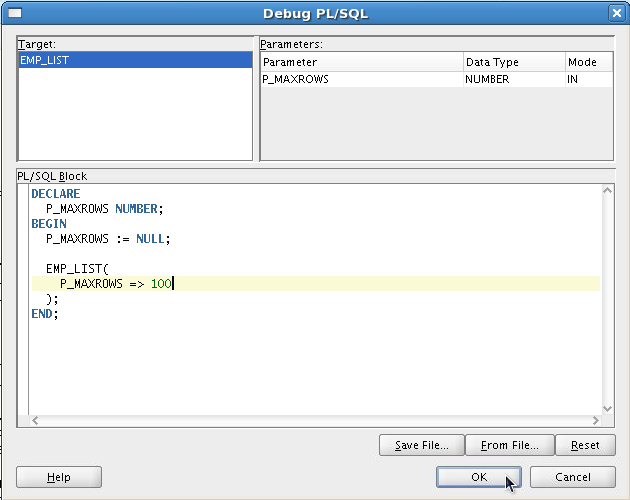 Debug PL/SQL
Target:
EMP_LIST
Parameters:
Parameter Data Type Mode
P_MAXROWS NUMBER IN
PL/SQL Block
DECLARE
P_MAXROWS NUMBER;
BEGIN
P_MAXROWS := NULL;
EMP_LIST(
P_MAXROWS => 100
);
END;
Save File... From File... Reset
Help OK Cancel